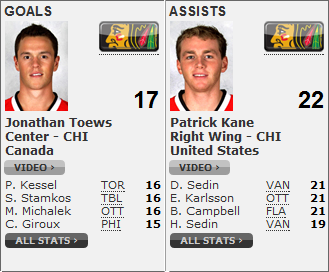 GOALS
17
Jonathan Toews
Center - CHI
Canada
VIDEO ›
P. Kessel TOR 16
S. Stamkos TBL 16
M. Michalek OTT 16
C. Giroux PHI 15
ALL STATS ›
ASSISTS
22
Patrick Kane
Right Wing - CHI
United States
VIDEO ›
D. Sedin VAN 21
E. Karlsson OTT 21
B. Campbell FLA 21
H. Sedin VAN 19
ALL STATS ›